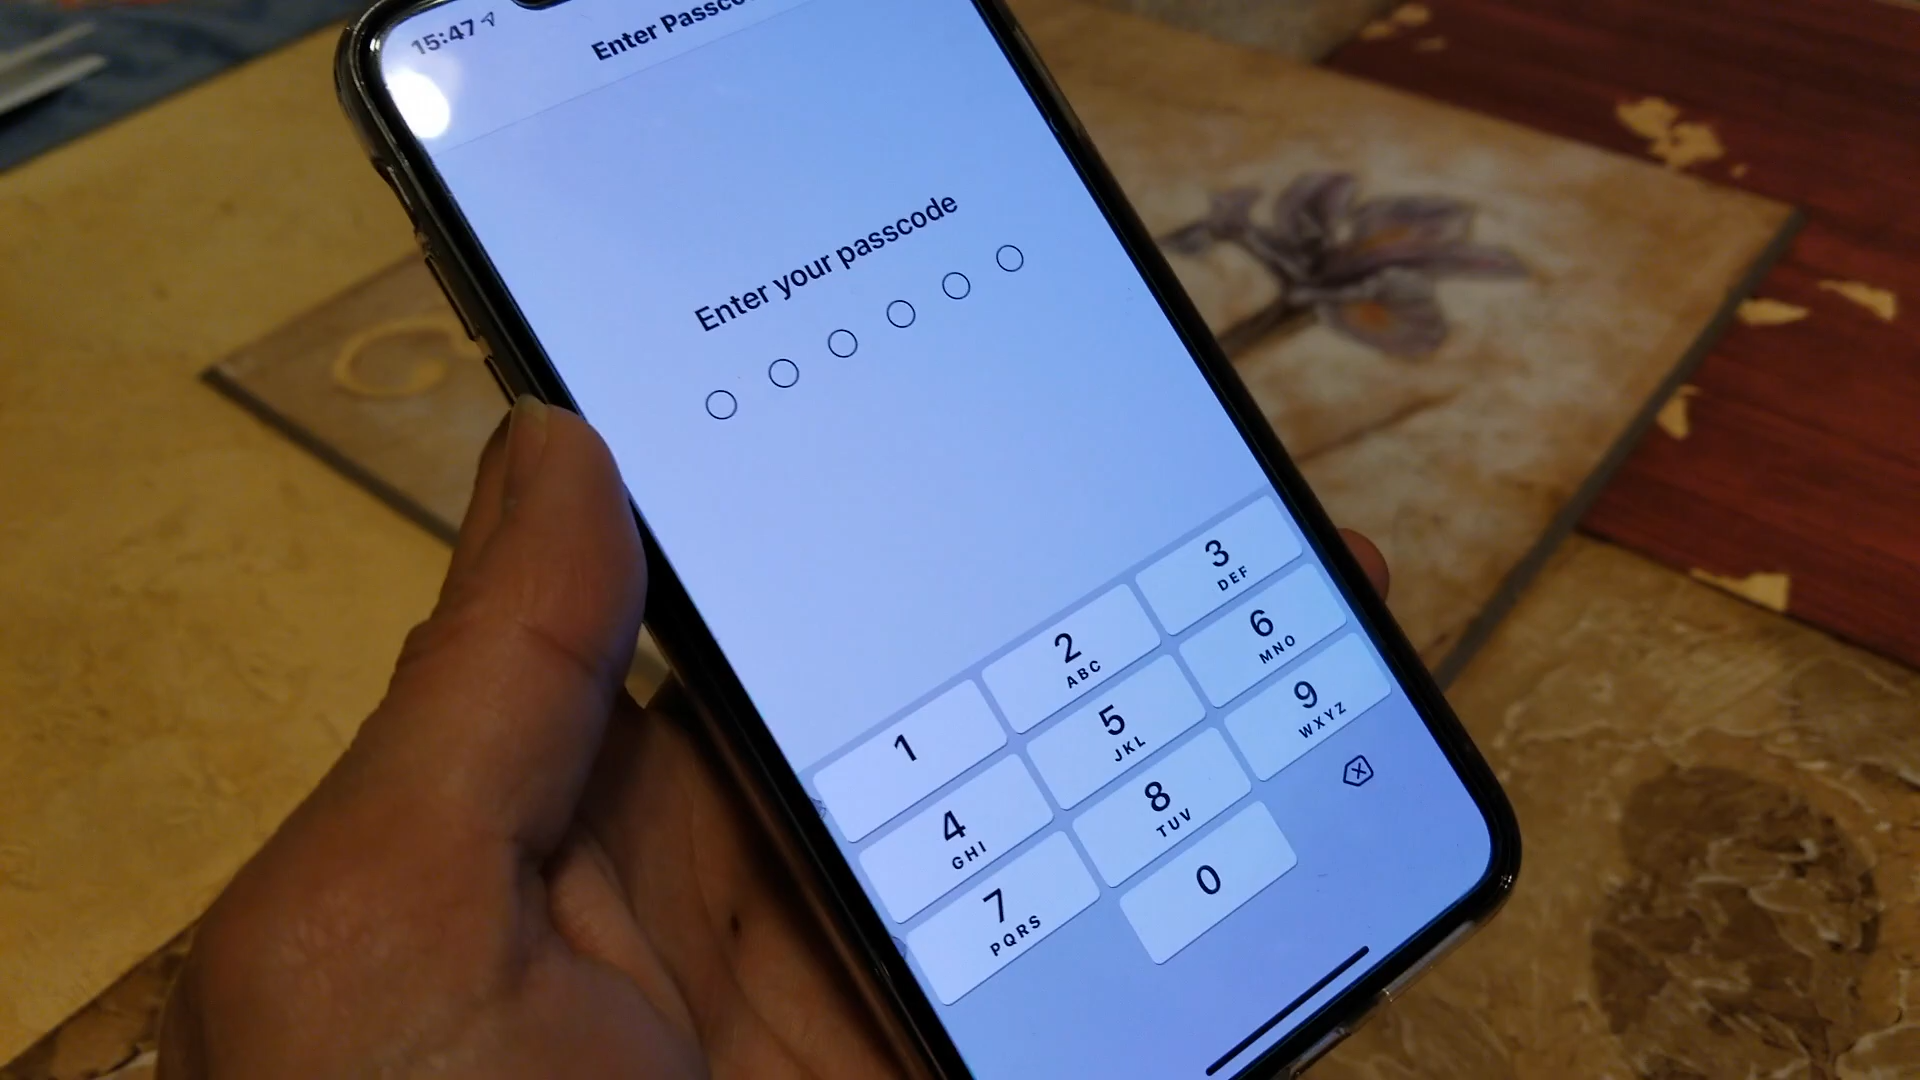 15:47
Enter
Enter your passcode
1
2
ABC
3
DEF
4
GHI
5
JKL
6
MNO
7
PQRS
8
TUV
9
WXYZ
0